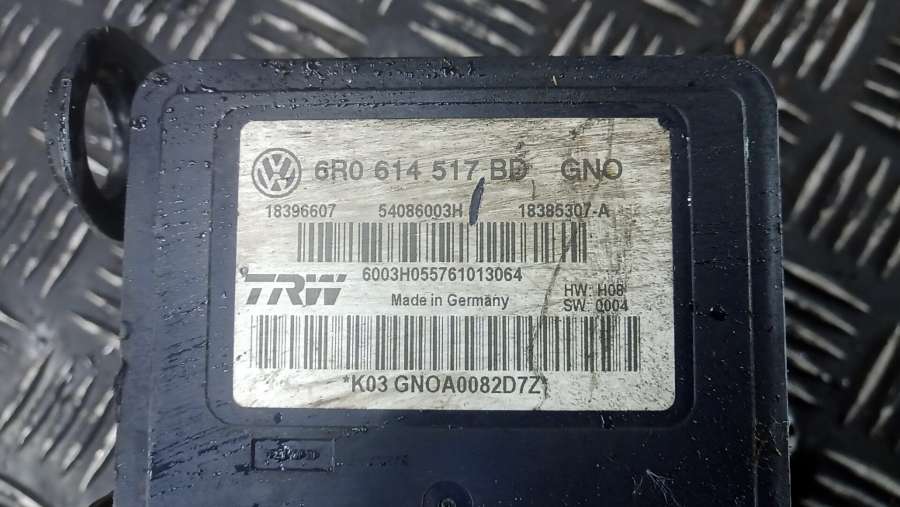 6R0 614 517 BD GNO
18396607 54086003H 18385307-A
6003H055761013064
TRW Made in Germany HW: H08
SW: 0004
*K03 GNOA0082D7Z*